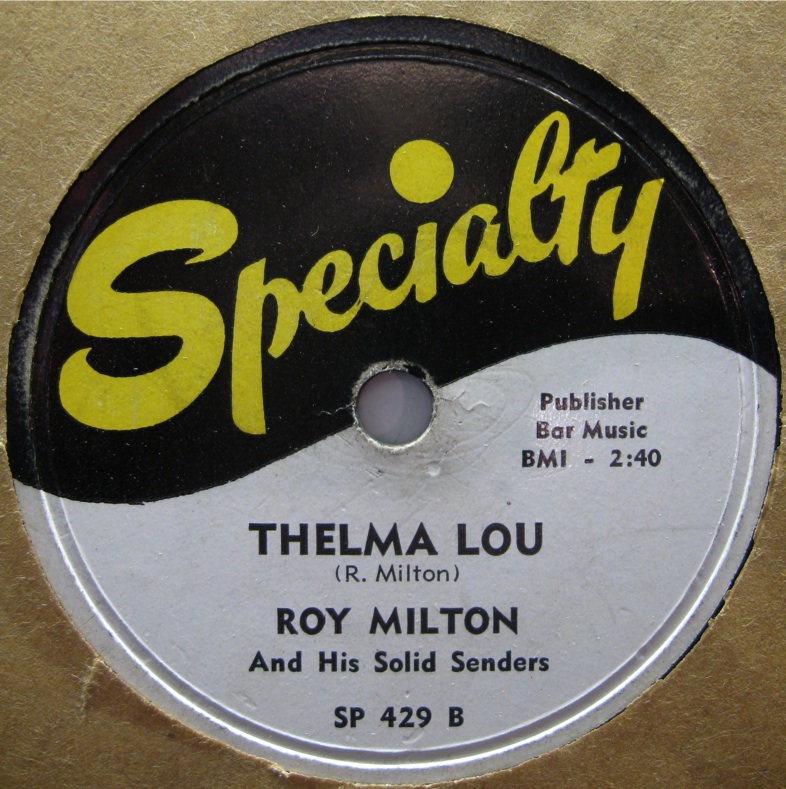 Specialty
Publisher
Bar Music
BMI - 2:40
THELMA LOU
(R. Milton)
ROY MILTON
And His Solid Senders
SP 429 B